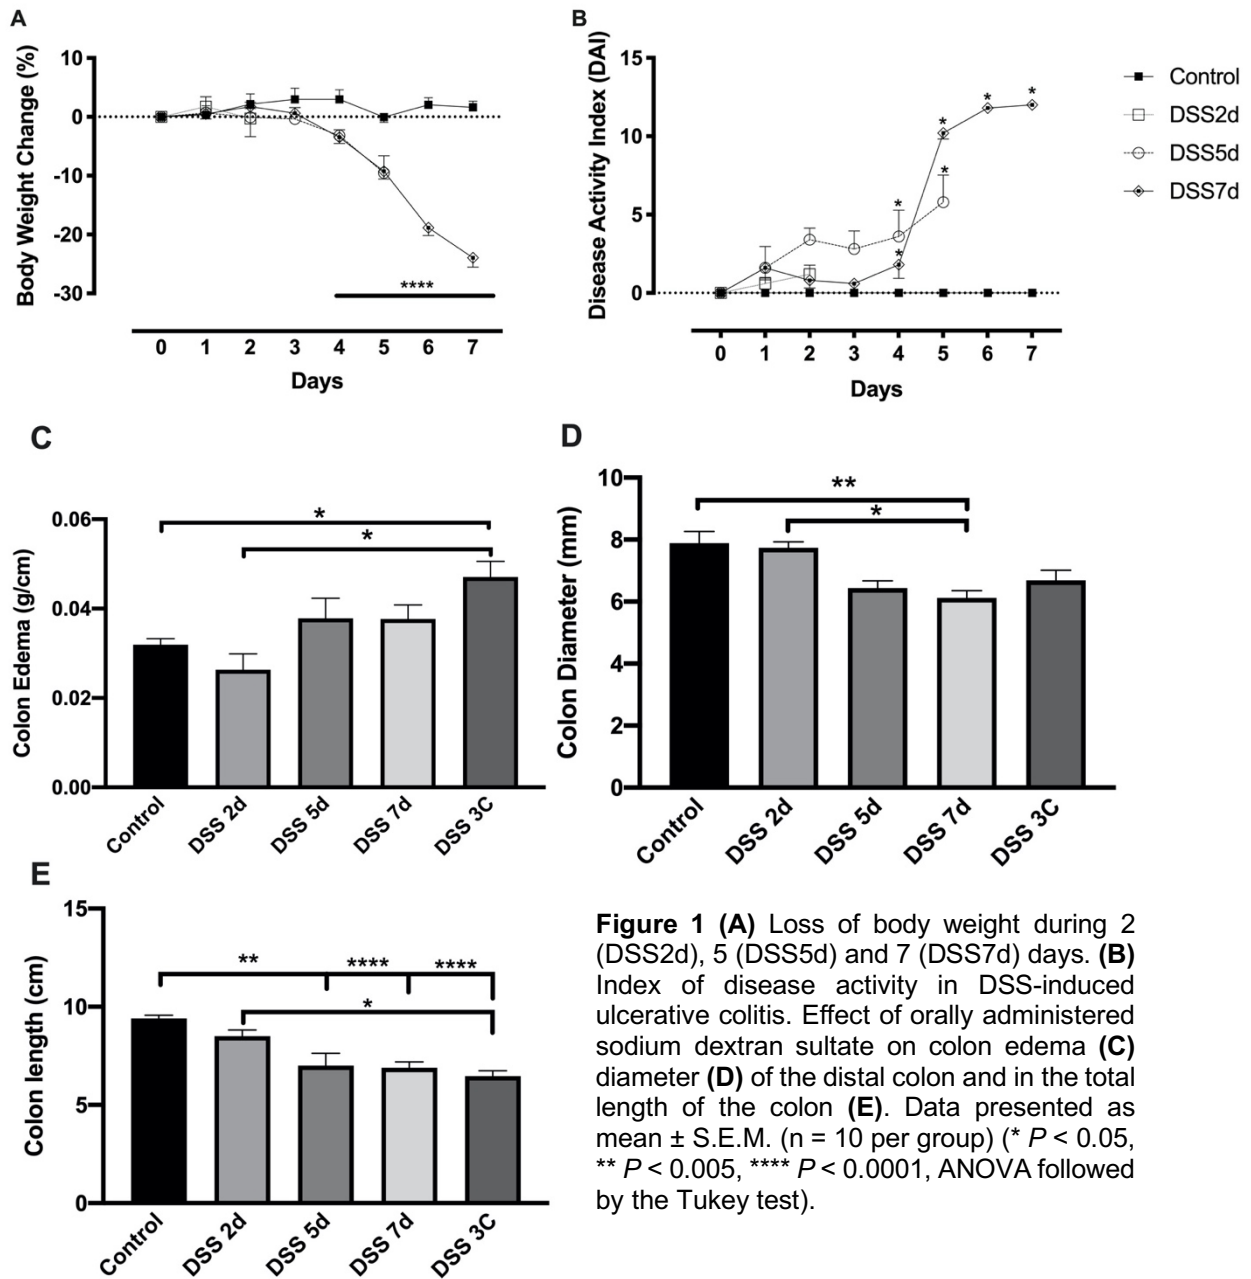 A
Body Weight Change (%)
10
0
-10
-20
-30
****
0 1 2 3 4 5 6 7
Days
B
Disease Activity Index (DAI)
15
10
5
0
* * * * * *
0 1 2 3 4 5 6 7
Days
Control
DSS2d
DSS5d
DSS7d
C
Colon Edema (g/cm)
0.06
0.04
0.02
0.00
*
*
Control DSS 2d DSS 5d DSS 7d DSS 3C
D
Colon Diameter (mm)
10
8
6
4
2
0
**
*
Control DSS 2d DSS 5d DSS 7d DSS 3C
E
Colon length (cm)
15
10
5
0
** **** ****
*
Control DSS 2d DSS 5d DSS 7d DSS 3C
Figure 1 (A) Loss of body weight during 2
(DSS2d), 5 (DSS5d) and 7 (DSS7d) days. (B)
Index of disease activity in DSS-induced
ulcerative colitis. Effect of orally administered
sodium dextran sultate on colon edema (C)
diameter (D) of the distal colon and in the total
length of the colon (E). Data presented as
mean ± S.E.M. (n = 10 per group) (* P < 0.05,
** P < 0.005, **** P < 0.0001, ANOVA followed
by the Tukey test).